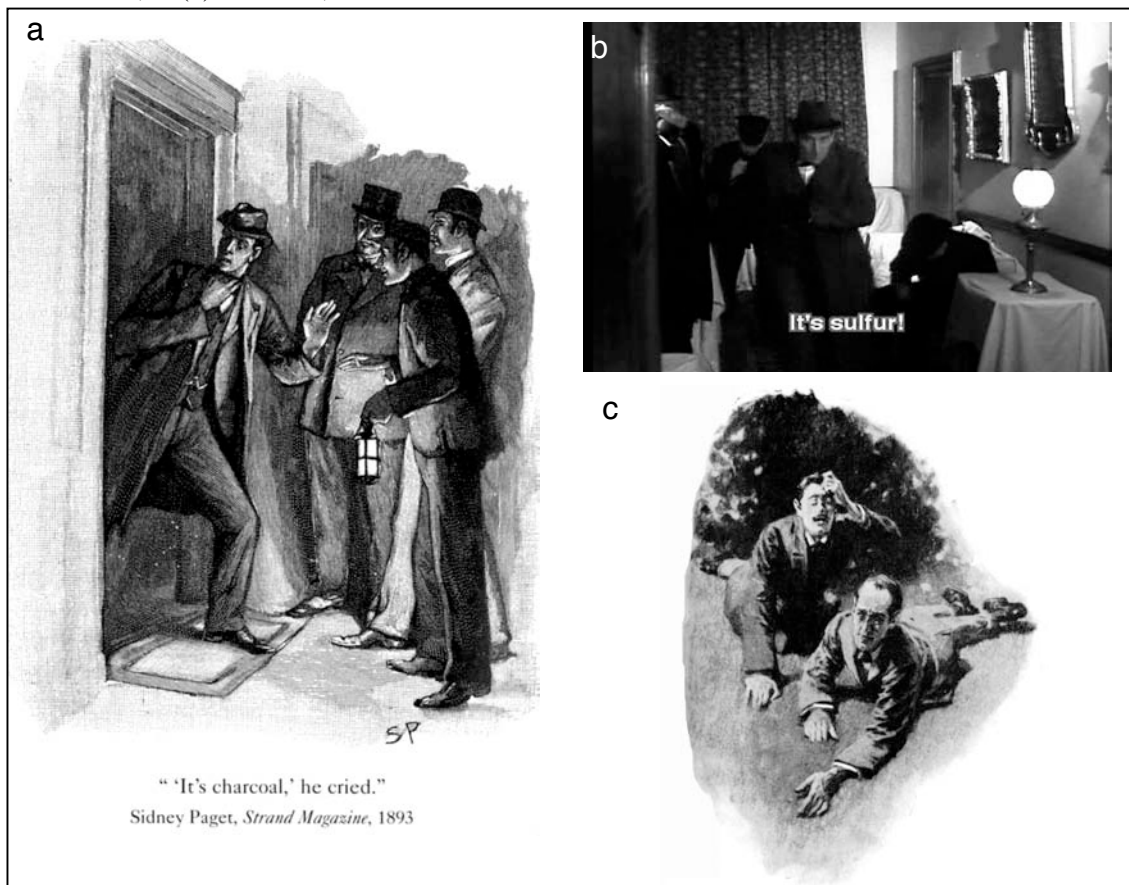 a
b
It's sulfur!
c
SP
" 'It's charcoal,' he cried."
Sidney Paget, Strand Magazine, 1893